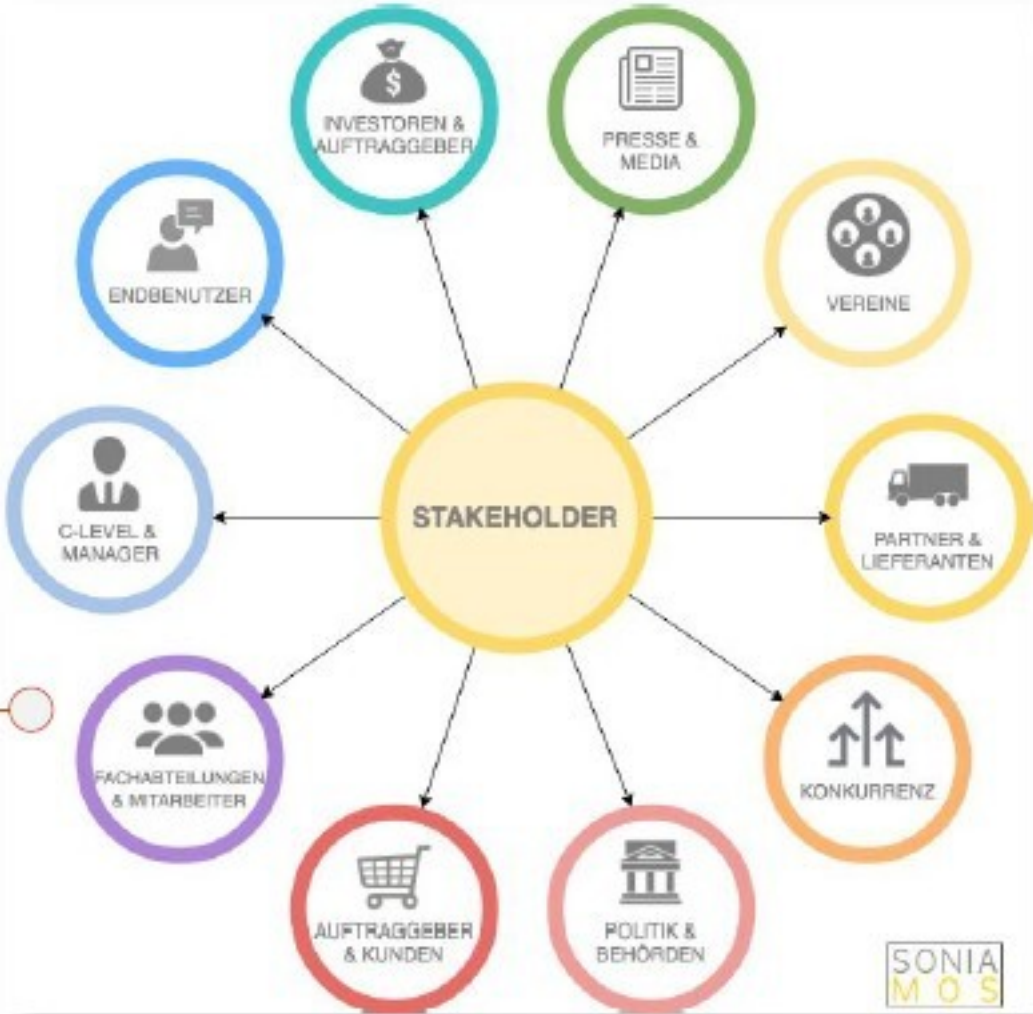 INVESTOREN &
AUFTRAGGEBER
$
PRESSE &
MEDIA
ENDBENUTZER
VEREINE
C-LEVEL &
MANAGER
STAKEHOLDER
PARTNER &
LIEFERANTEN
FACHABTEILUNGEN
& MITARBEITER
KONKURRENZ
AUFTRAGGEBER
& KUNDEN
POLITIK &
BEHÖRDEN
SONIA
MOS